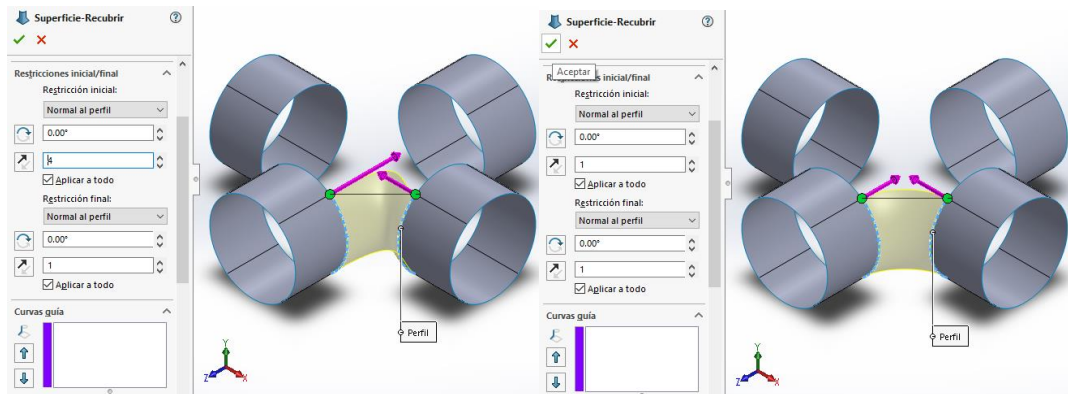 Superficie-Recubrir
Restricciones inicial/final
Restricción inicial:
Normal al perfil
0.00°
4
Aplicar a todo
Restricción final:
Normal al perfil
0.00°
1
Aplicar a todo
Curvas guía
Perfil
Y
Z
X
Superficie-Recubrir
Aceptar
Restricciones inicial/final
Restricción inicial:
Normal al perfil
0.00°
1
Aplicar a todo
Restricción final:
Normal al perfil
0.00°
1
Aplicar a todo
Curvas guía
Perfil
Y
Z
X